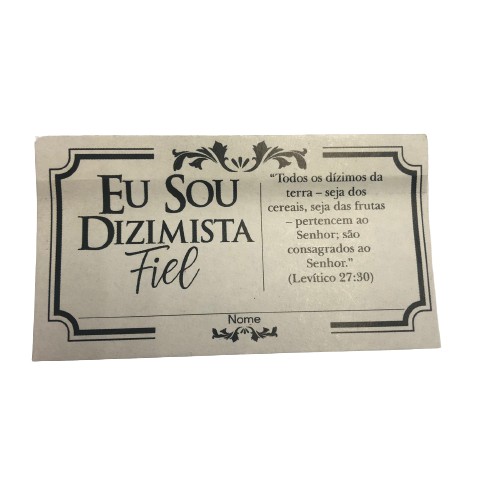 EU SOU
DIZIMISTA
Fiel
“Todos os dízimos da
terra – seja dos
cereais, seja das frutas
– pertencem ao
Senhor; são
consagrados ao
Senhor.”
(Levítico 27:30)
Nome